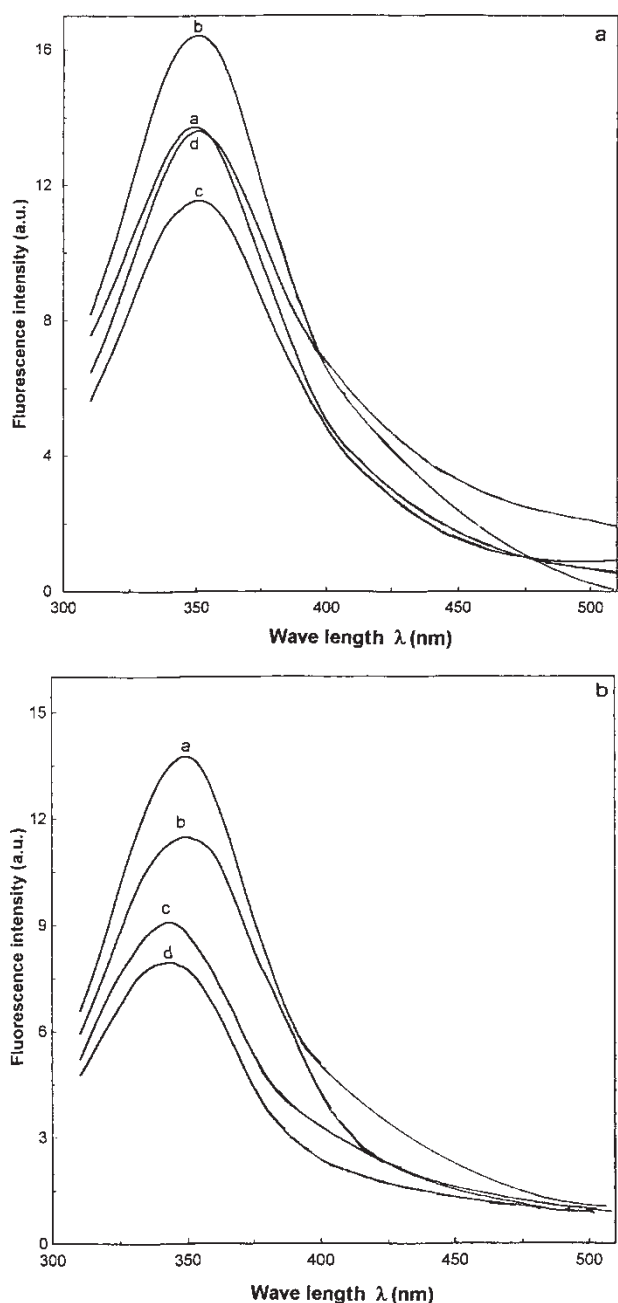 a
16
b
a
12
d
c
8
4
0
300 350 400 450 500
Fluorescence intensity (a.u.)
Wave length λ (nm)
b
15
a
12
b
9
c
d
6
3
0
300 350 400 450 500
Fluorescence intensity (a.u.)
Wave length λ (nm)